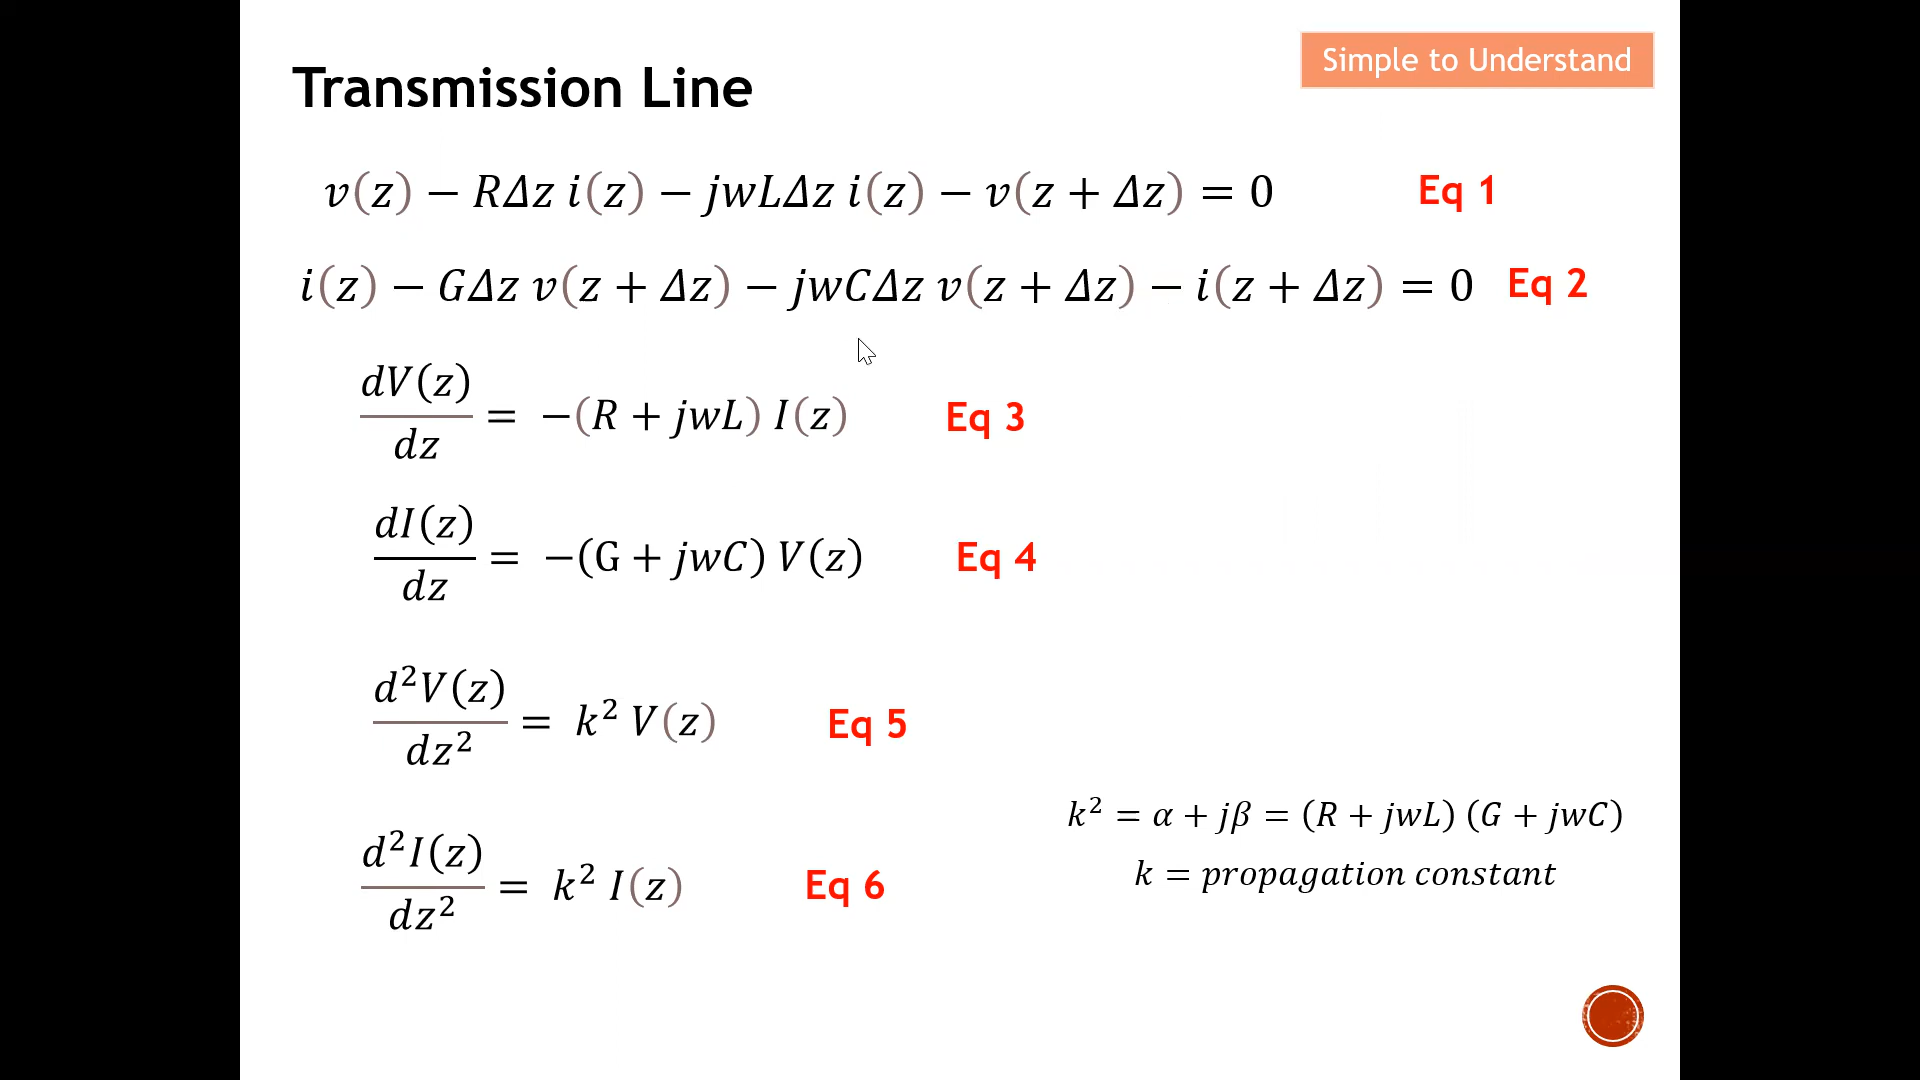 Simple to Understand
Transmission Line
v(z) − RΔz i(z) − jwLΔz i(z) − v(z + Δz) = 0 Eq 1
i(z) − GΔz v(z + Δz) − jwCΔz v(z + Δz) − i(z + Δz) = 0 Eq 2
dV(z)/dz = −(R + jwL) I(z) Eq 3
dI(z)/dz = −(G + jwC) V(z) Eq 4
d²V(z)/dz² = k² V(z) Eq 5
k² = α + jβ = (R + jwL) (G + jwC)
k = propagation constant
d²I(z)/dz² = k² I(z) Eq 6